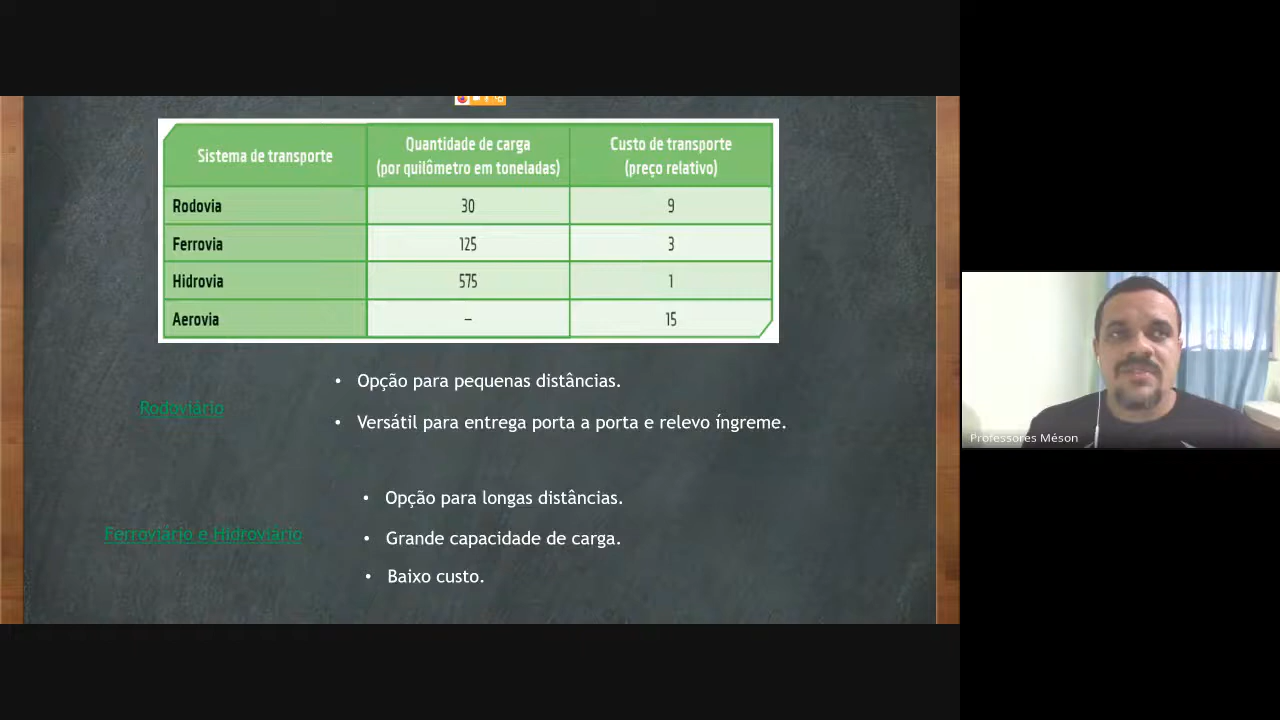 Sistema de transporte
Quantidade de carga
(por quilômetro em toneladas)
Custo de transporte
(preço relativo)
Rodovia 30 9
Ferrovia 125 3
Hidrovia 575 1
Aerovia – 15
Rodoviário
• Opção para pequenas distâncias.
• Versátil para entrega porta a porta e relevo íngreme.
Ferroviário e Hidroviário
• Opção para longas distâncias.
• Grande capacidade de carga.
• Baixo custo.
Professores Méson